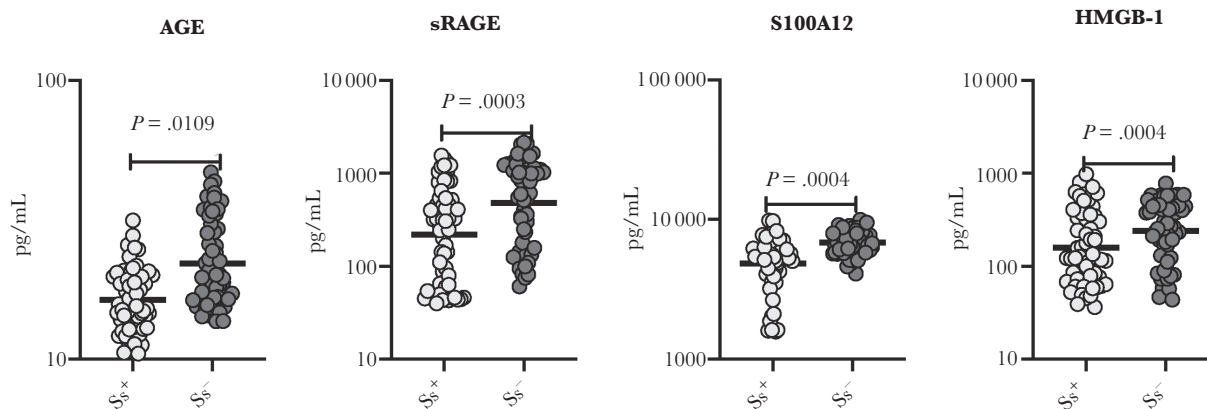 AGE
100
10
pg/mL
P = .0109
Ss+
Ss−
sRAGE
10 000
1000
100
10
pg/mL
P = .0003
Ss+
Ss−
S100A12
100 000
10 000
1000
pg/mL
P = .0004
Ss+
Ss−
HMGB-1
10 000
1000
100
10
pg/mL
P = .0004
Ss+
Ss−